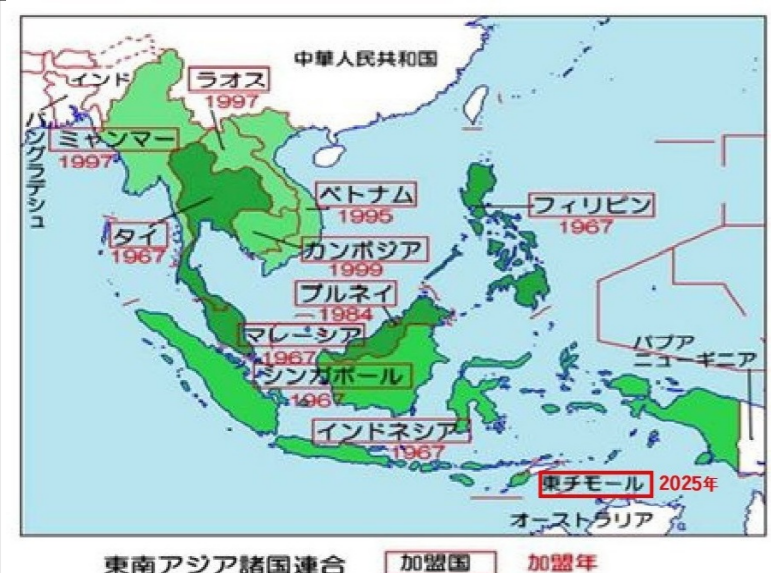 中華人民共和国
インド
ラオス
1997
バングラデシュ
ミャンマー
1997
ベトナム
1995
フィリピン
1967
タイ
1967
カンボジア
1999
ブルネイ
1984
マレーシア
1967
パプア
ニューギニア
シンガポール
1967
インドネシア
1967
東チモール 2025年
オーストラリア
東南アジア諸国連合 加盟国 加盟年